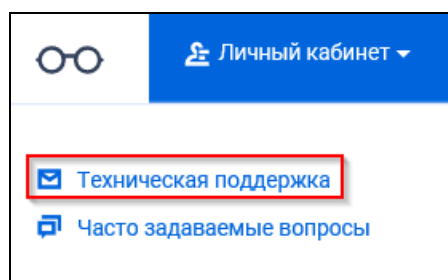 Личный кабинет
Техническая поддержка
Часто задаваемые вопросы